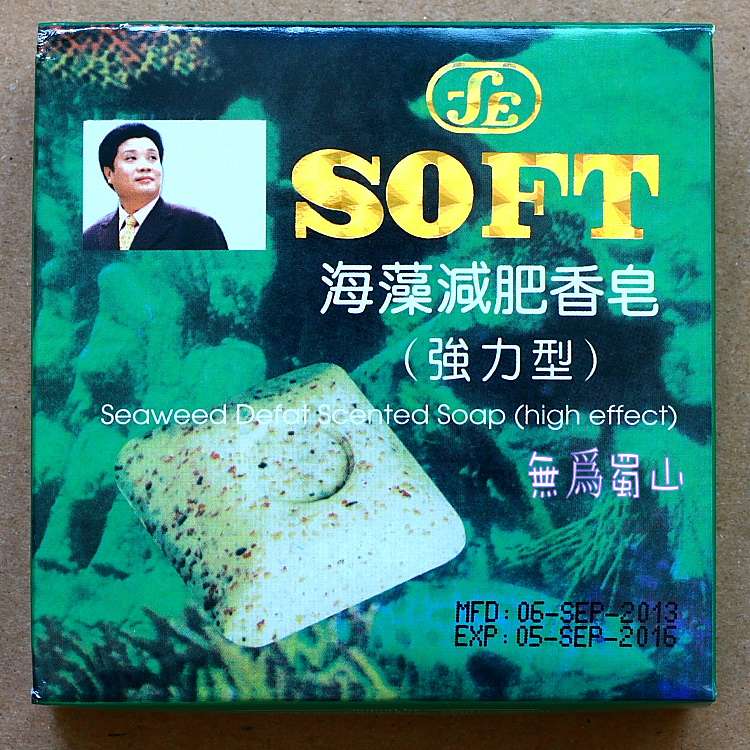 SE
SOFT
海藻減肥香皂
(強力型)
Seaweed Defat Scented Soap (high effect)
無爲蜀山
MFD: 06-SEP-2013
EXP: 05-SEP-2016